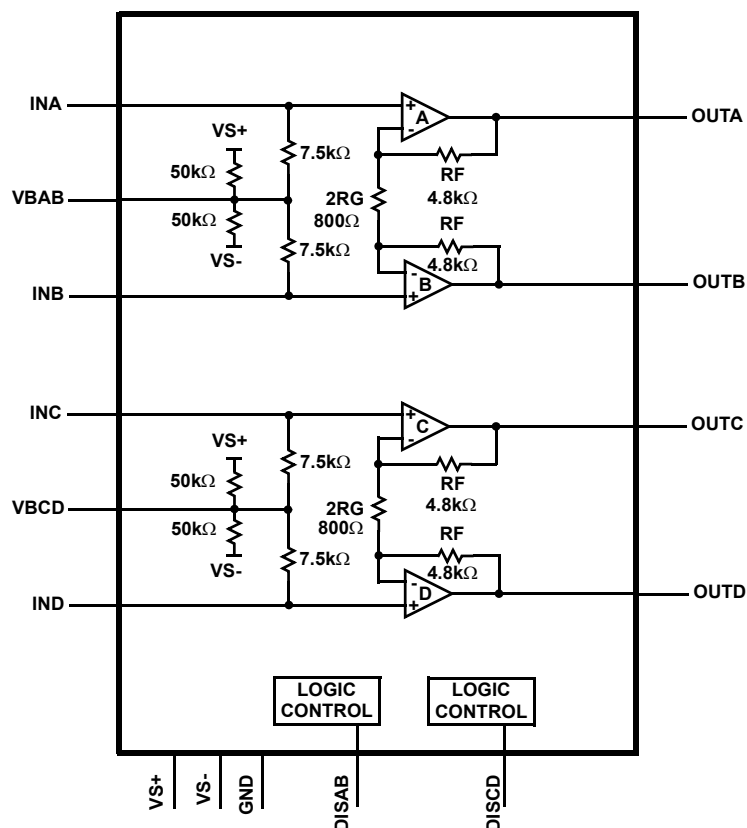 INA
VS+
50kΩ
VBAB
50kΩ
VS-
INB
7.5kΩ
7.5kΩ
+
A
-
RF
4.8kΩ
2RG
800Ω
RF
4.8kΩ
-
B
+
OUTA
OUTB
INC
VS+
50kΩ
VBCD
50kΩ
VS-
IND
7.5kΩ
7.5kΩ
+
C
-
RF
4.8kΩ
2RG
800Ω
RF
4.8kΩ
-
D
+
OUTC
OUTD
LOGIC
CONTROL
LOGIC
CONTROL
VS+
VS-
GND
DISAB
DISCD